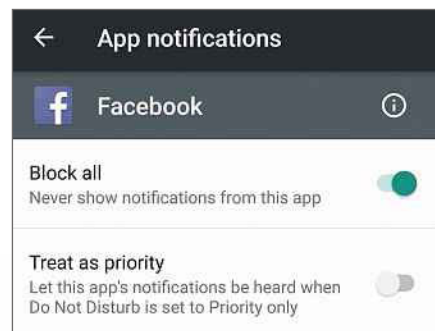 App notifications
Facebook
Block all
Never show notifications from this app
Treat as priority
Let this app's notifications be heard when
Do Not Disturb is set to Priority only